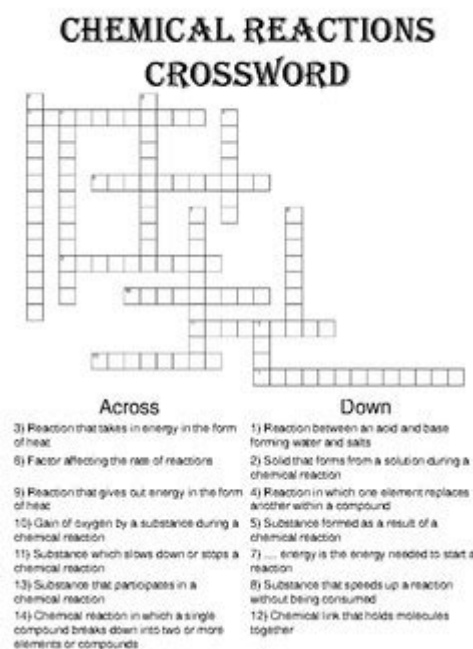 CHEMICAL REACTIONS
CROSSWORD
Across
3) Reaction that takes in energy in the form
of heat
6) Factor affecting the rate of reactions
9) Reaction that gives out energy in the form
of heat
10) Gain of oxygen by a substance during a
chemical reaction
11) Substance which slows down or stops a
chemical reaction
13) Substance that participates in a
chemical reaction
14) Chemical reaction in which a single
compound breaks down into two or more
elements or compounds
Down
1) Reaction between an acid and base
forming water and salts
2) Solid that forms from a solution during a
chemical reaction
4) Reaction in which one element replaces
another within a compound
5) Substance formed as a result of a
chemical reaction
7) .... energy is the energy needed to start a
reaction
8) Substance that speeds up a reaction
without being consumed
12) Chemical link that holds molecules
together